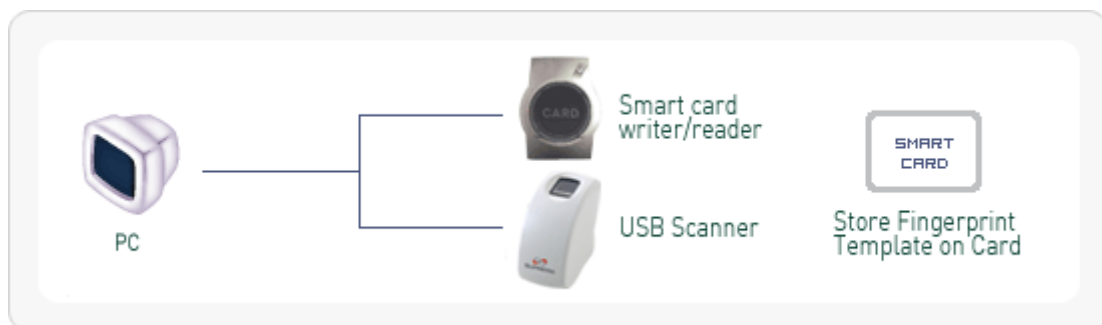 PC
CARD
Smart card
writer/reader
USB Scanner
SMART
CARD
Store Fingerprint
Template on Card